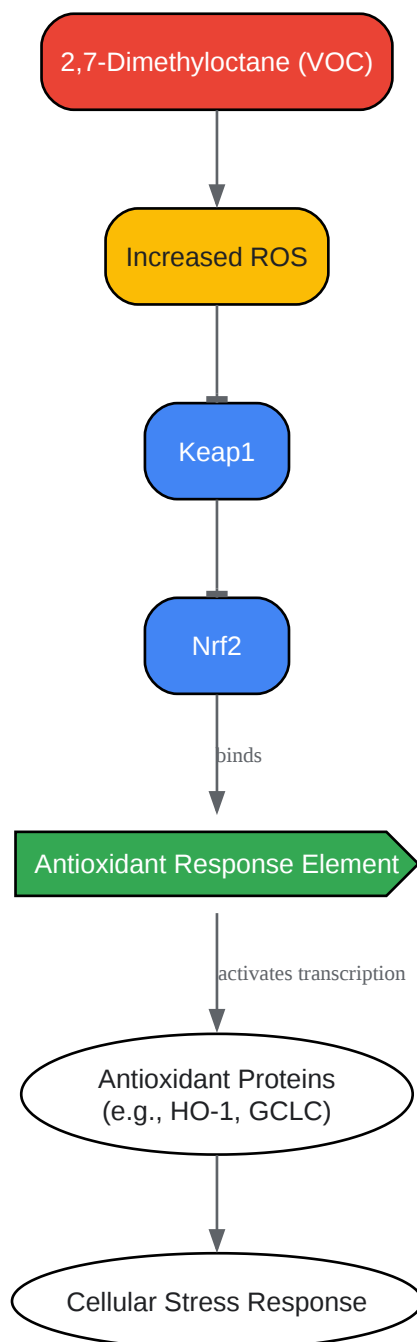 2,7-Dimethyloctane (VOC)
Increased ROS
Keap1
Nrf2
binds
Antioxidant Response Element
activates transcription
Antioxidant Proteins
(e.g., HO-1, GCLC)
Cellular Stress Response